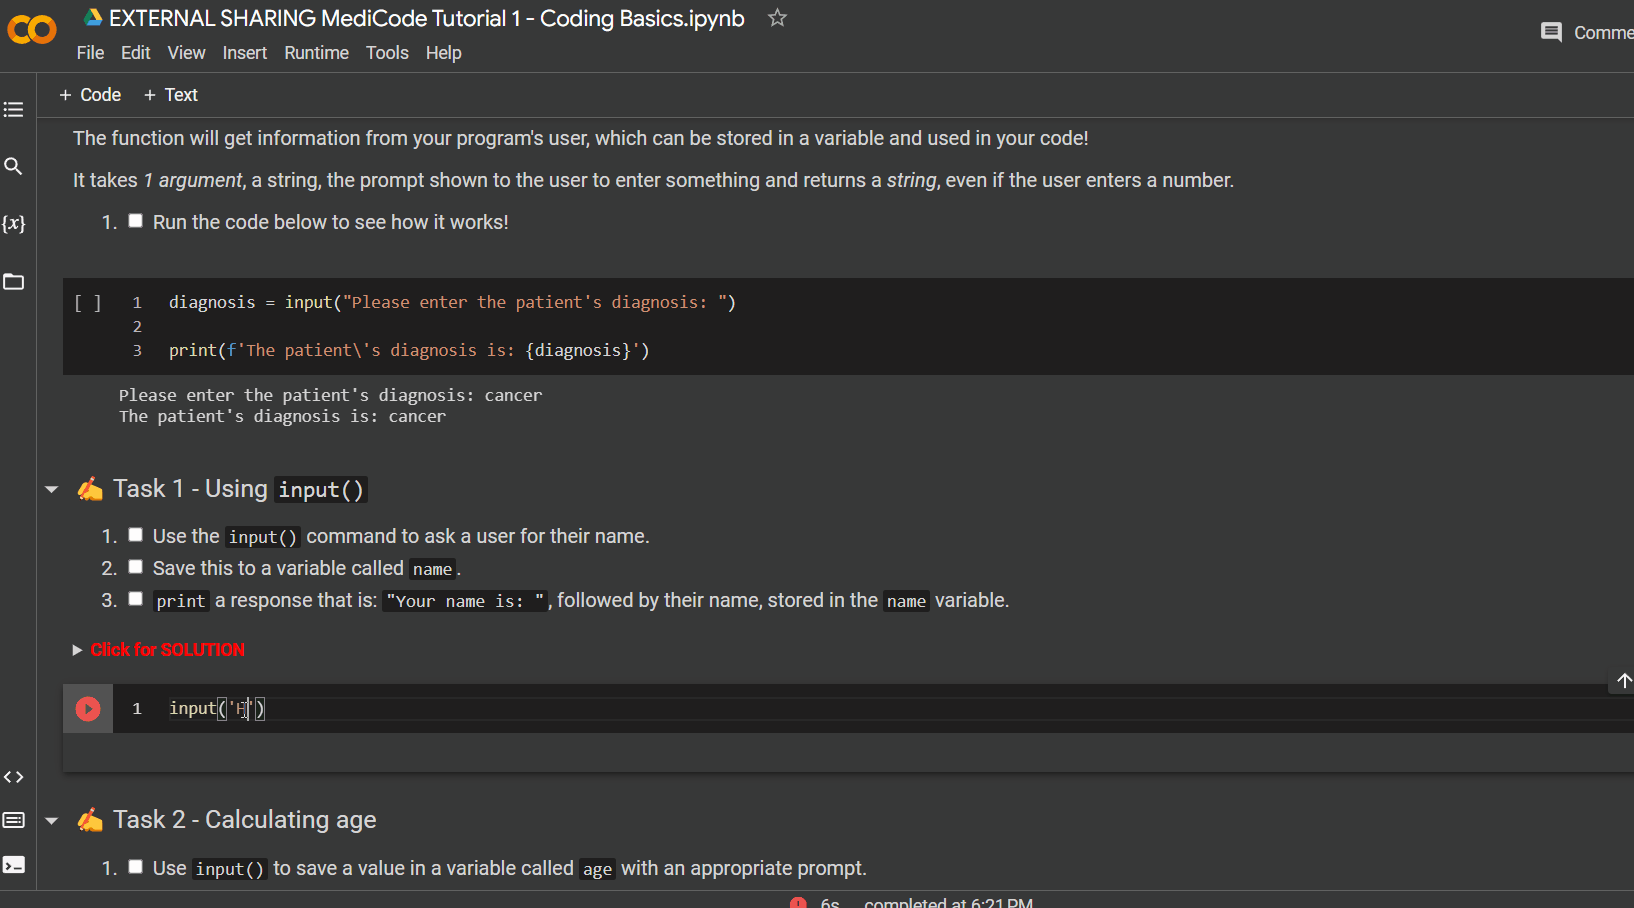 EXTERNAL SHARING MediCode Tutorial 1 - Coding Basics.ipynb
File Edit View Insert Runtime Tools Help
+ Code + Text
The function will get information from your program's user, which can be stored in a variable and used in your code!
It takes 1 argument, a string, the prompt shown to the user to enter something and returns a string, even if the user enters a number.
1. Run the code below to see how it works!
{x}
[ ] 1 diagnosis = input("Please enter the patient's diagnosis: ")
2
3 print(f'The patient\'s diagnosis is: {diagnosis}')
Please enter the patient's diagnosis: cancer
The patient's diagnosis is: cancer
Task 1 - Using input()
1. Use the input() command to ask a user for their name.
2. Save this to a variable called name.
3. print a response that is: "Your name is: ", followed by their name, stored in the name variable.
Click for SOLUTION
1 input('H')
Task 2 - Calculating age
1. Use input() to save a value in a variable called age with an appropriate prompt.
6s completed at 6:21 PM